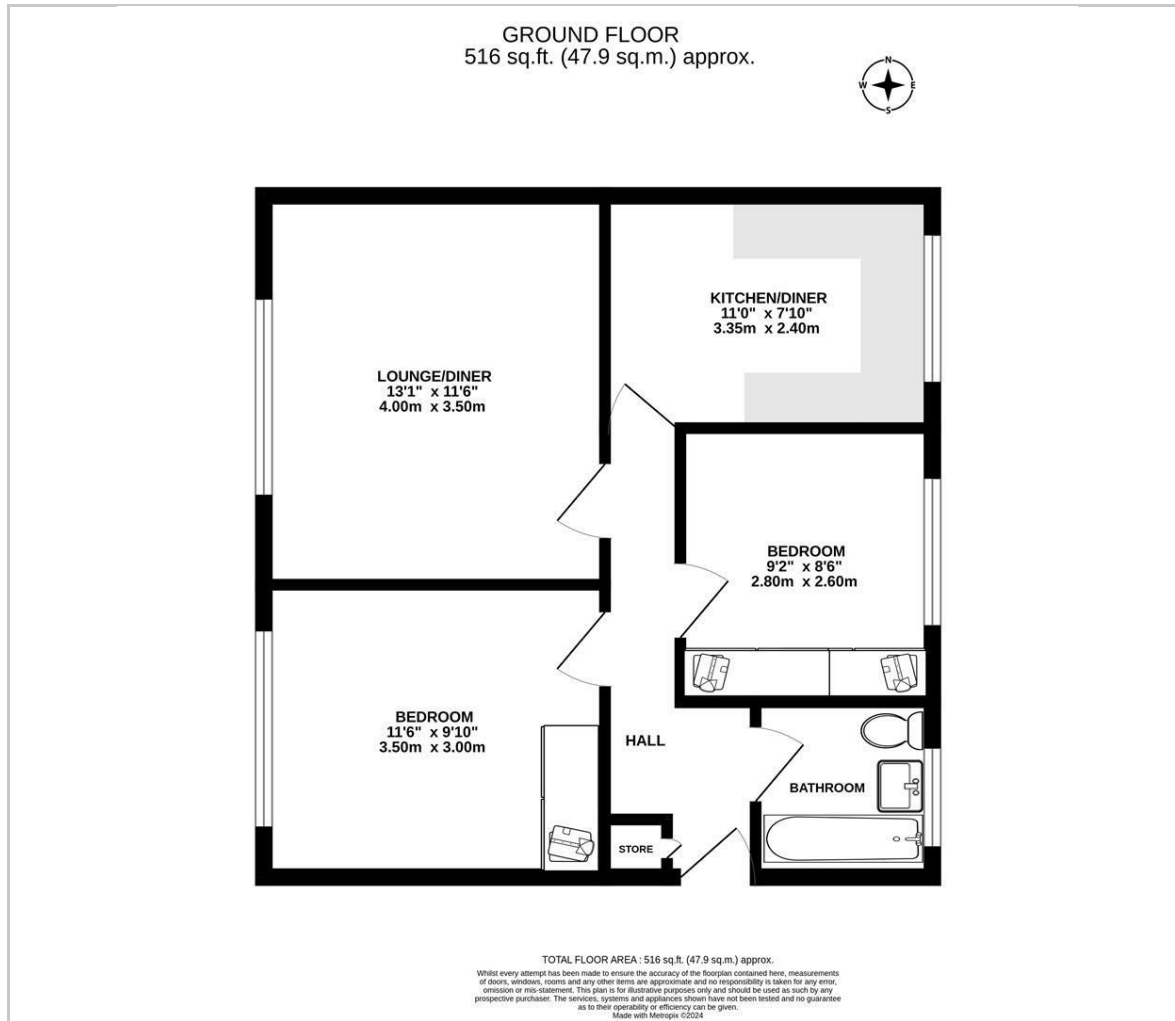 GROUND FLOOR
516 sq.ft. (47.9 sq.m.) approx.
N
W E
S
KITCHEN/DINER
11'0" x 7'10"
3.35m x 2.40m
LOUNGE/DINER
13'1" x 11'6"
4.00m x 3.50m
BEDROOM
9'2" x 8'6"
2.80m x 2.60m
BEDROOM
11'6" x 9'10"
3.50m x 3.00m
HALL
BATHROOM
STORE
TOTAL FLOOR AREA : 516 sq.ft. (47.9 sq.m.) approx.
Whilst every attempt has been made to ensure the accuracy of the floorplan contained here, measurements
of doors, windows, rooms and any other items are approximate and no responsibility is taken for any error,
omission or mis-statement. This plan is for illustrative purposes only and should be used as such by any
prospective purchaser. The services, systems and appliances shown have not been tested and no guarantee
as to their operability or efficiency can be given.
Made with Metropix ©2024